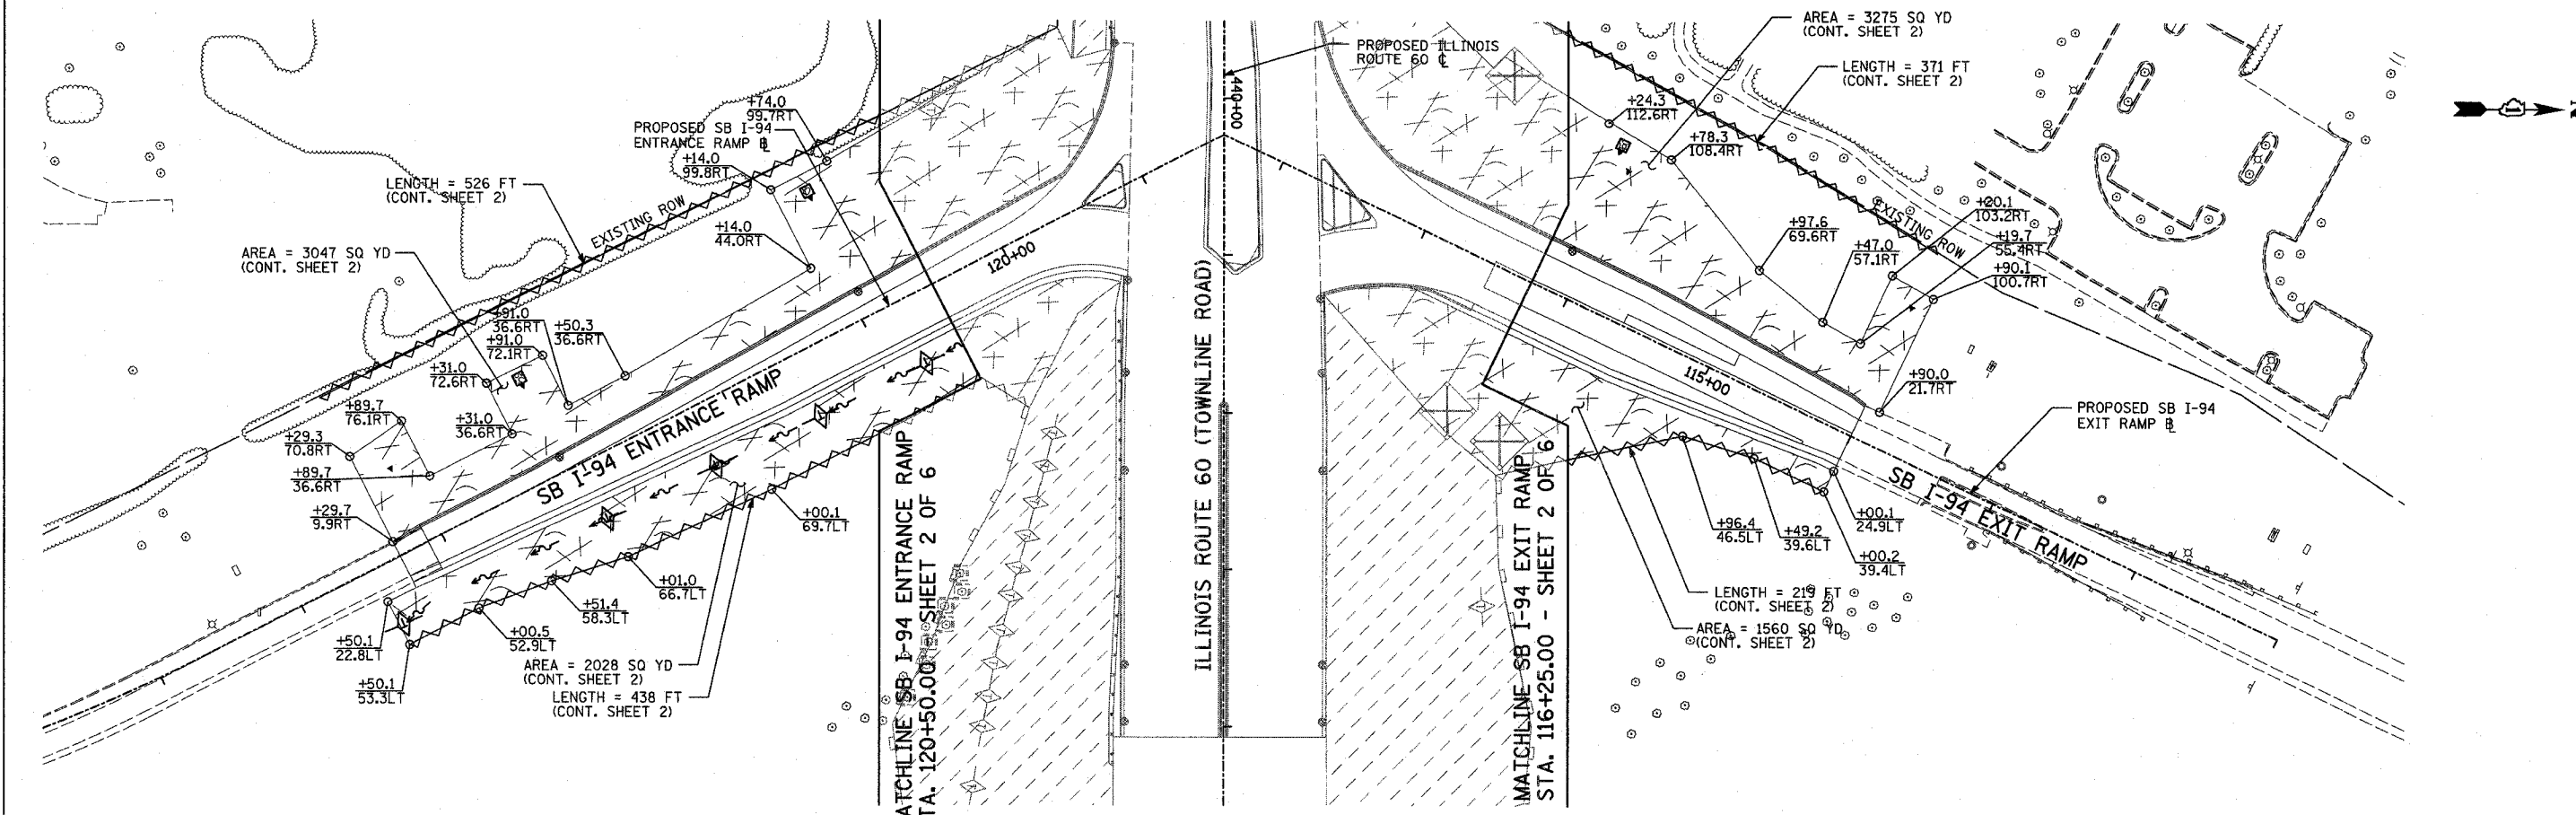 AREA = 3275 SQ YD
(CONT. SHEET 2)
PROPOSED ILLINOIS
ROUTE 60 ℄
LENGTH = 371 FT
(CONT. SHEET 2)
440+00
+74.0
99.7RT
PROPOSED SB I-94
ENTRANCE RAMP ℄
+14.0
99.8RT
LENGTH = 526 FT
(CONT. SHEET 2)
EXISTING ROW
+14.0
44.0RT
AREA = 3047 SQ YD
(CONT. SHEET 2)
120+00
+91.0
36.6RT
+50.3
36.6RT
+91.0
72.1RT
+31.0
72.6RT
+89.7
76.1RT
+31.0
36.6RT
+29.3
70.8RT
+89.7
36.6RT
+29.7
9.9RT
SB I-94 ENTRANCE RAMP
+00.1
69.7LT
+01.0
66.7LT
+51.4
58.3LT
+00.5
52.9LT
+50.1
22.8LT
+50.1
53.3LT
AREA = 2028 SQ YD
(CONT. SHEET 2)
LENGTH = 438 FT
(CONT. SHEET 2)
ATCHLINE SB I-94 ENTRANCE RAMP
TA. 120+50.00 - SHEET 2 OF 6
ILLINOIS ROUTE 60 (TOWNLINE ROAD)
MATCHLINE SB I-94 EXIT RAMP
STA. 116+25.00 - SHEET 2 OF 6
+24.3
112.6RT
+78.3
108.4RT
EXISTING ROW
+20.1
103.2RT
+97.6
69.6RT
+47.0
57.1RT
+19.7
55.4RT
+90.1
100.7RT
115+00
+90.0
21.7RT
PROPOSED SB I-94
EXIT RAMP ℄
SB I-94 EXIT RAMP
+96.4
46.5LT
+49.2
39.6LT
+00.1
24.9LT
+00.2
39.4LT
LENGTH = 219 FT
(CONT. SHEET 2)
AREA = 1560 SQ YD
(CONT. SHEET 2)